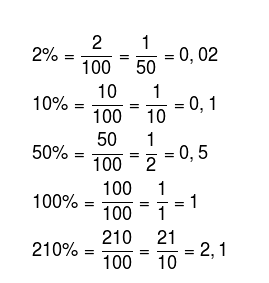 2% = 2/100 = 1/50 = 0, 02
10% = 10/100 = 1/10 = 0, 1
50% = 50/100 = 1/2 = 0, 5
100% = 100/100 = 1/1 = 1
210% = 210/100 = 21/10 = 2, 1